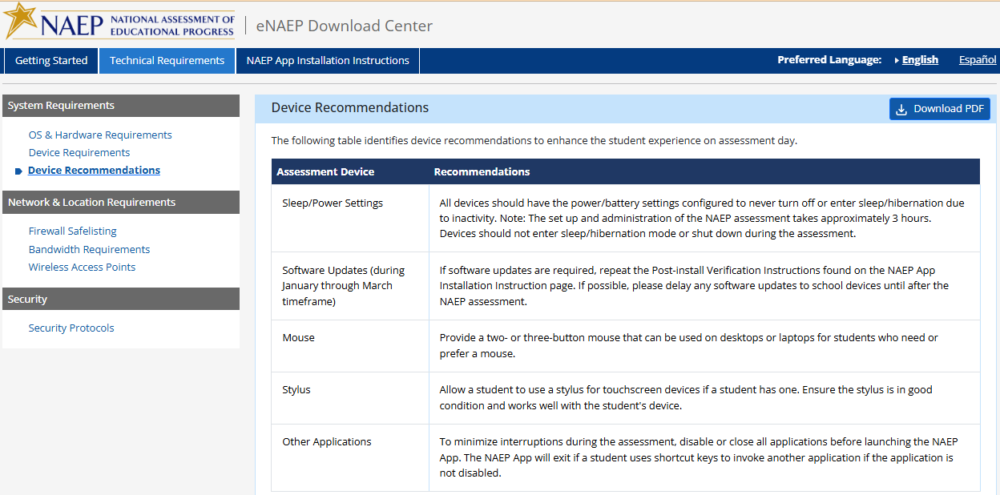 NAEP NATIONAL ASSESSMENT OF
EDUCATIONAL PROGRESS
eNAEP Download Center
Getting Started
Technical Requirements
NAEP App Installation Instructions
Preferred Language:
English
Español
System Requirements
OS & Hardware Requirements
Device Requirements
Device Recommendations
Network & Location Requirements
Firewall Safelisting
Bandwidth Requirements
Wireless Access Points
Security
Security Protocols
Device Recommendations
Download PDF
The following table identifies device recommendations to enhance the student experience on assessment day.
Assessment Device
Recommendations
Sleep/Power Settings
All devices should have the power/battery settings configured to never turn off or enter sleep/hibernation due
to inactivity. Note: The set up and administration of the NAEP assessment takes approximately 3 hours.
Devices should not enter sleep/hibernation mode or shut down during the assessment.
Software Updates (during
January through March
timeframe)
If software updates are required, repeat the Post-install Verification Instructions found on the NAEP App
Installation Instruction page. If possible, please delay any software updates to school devices until after the
NAEP assessment.
Mouse
Provide a two- or three-button mouse that can be used on desktops or laptops for students who need or
prefer a mouse.
Stylus
Allow a student to use a stylus for touchscreen devices if a student has one. Ensure the stylus is in good
condition and works well with the student's device.
Other Applications
To minimize interruptions during the assessment, disable or close all applications before launching the NAEP
App. The NAEP App will exit if a student uses shortcut keys to invoke another application if the application is
not disabled.